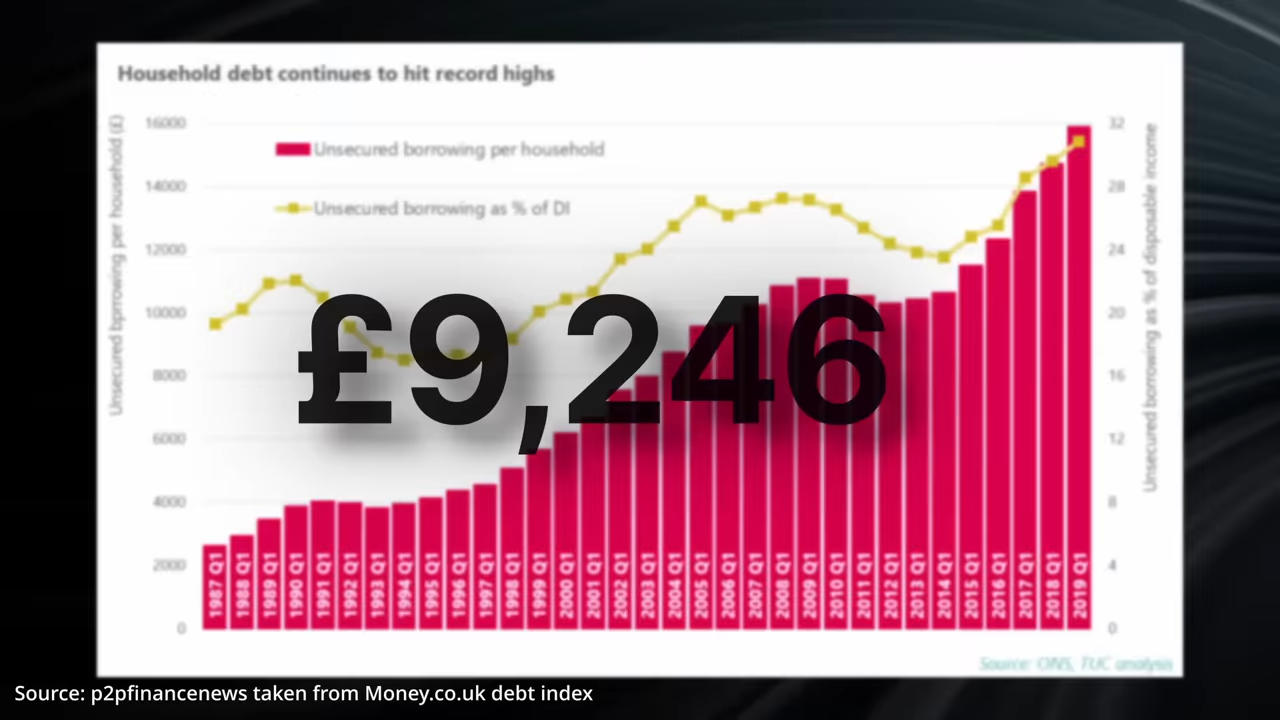 Household debt continues to hit record highs
Unsecured borrowing per household (£)
16000
14000
12000
10000
8000
6000
4000
2000
0
Unsecured borrowing per household
Unsecured borrowing as % of DI
£9,246
32
28
24
20
16
12
8
4
0
Unsecured borrowing as % of disposable income
1987 Q1
1988 Q1
1989 Q1
1990 Q1
1991 Q1
1992 Q1
1993 Q1
1994 Q1
1995 Q1
1996 Q1
1997 Q1
1998 Q1
1999 Q1
2000 Q1
2001 Q1
2002 Q1
2003 Q1
2004 Q1
2005 Q1
2006 Q1
2007 Q1
2008 Q1
2009 Q1
2010 Q1
2011 Q1
2012 Q1
2013 Q1
2014 Q1
2015 Q1
2016 Q1
2017 Q1
2018 Q1
2019 Q1
Source: ONS, TUC analysis
Source: p2pfinancenews taken from Money.co.uk debt index